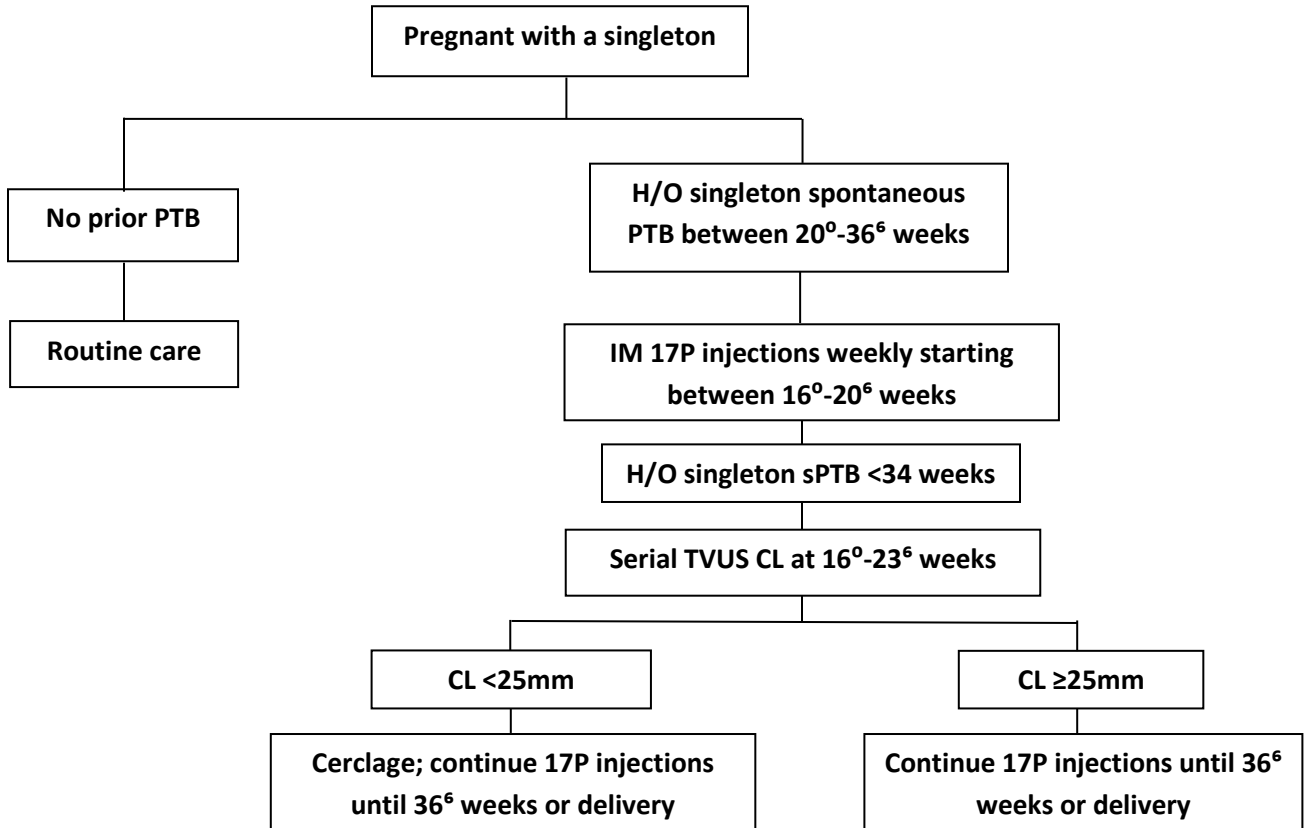 Pregnant with a singleton
No prior PTB
Routine care
H/O singleton spontaneous
PTB between 20⁰-36⁶ weeks
IM 17P injections weekly starting
between 16⁰-20⁶ weeks
H/O singleton sPTB <34 weeks
Serial TVUS CL at 16⁰-23⁶ weeks
CL <25mm
Cerclage; continue 17P injections
until 36⁶ weeks or delivery
CL ≥25mm
Continue 17P injections until 36⁶
weeks or delivery